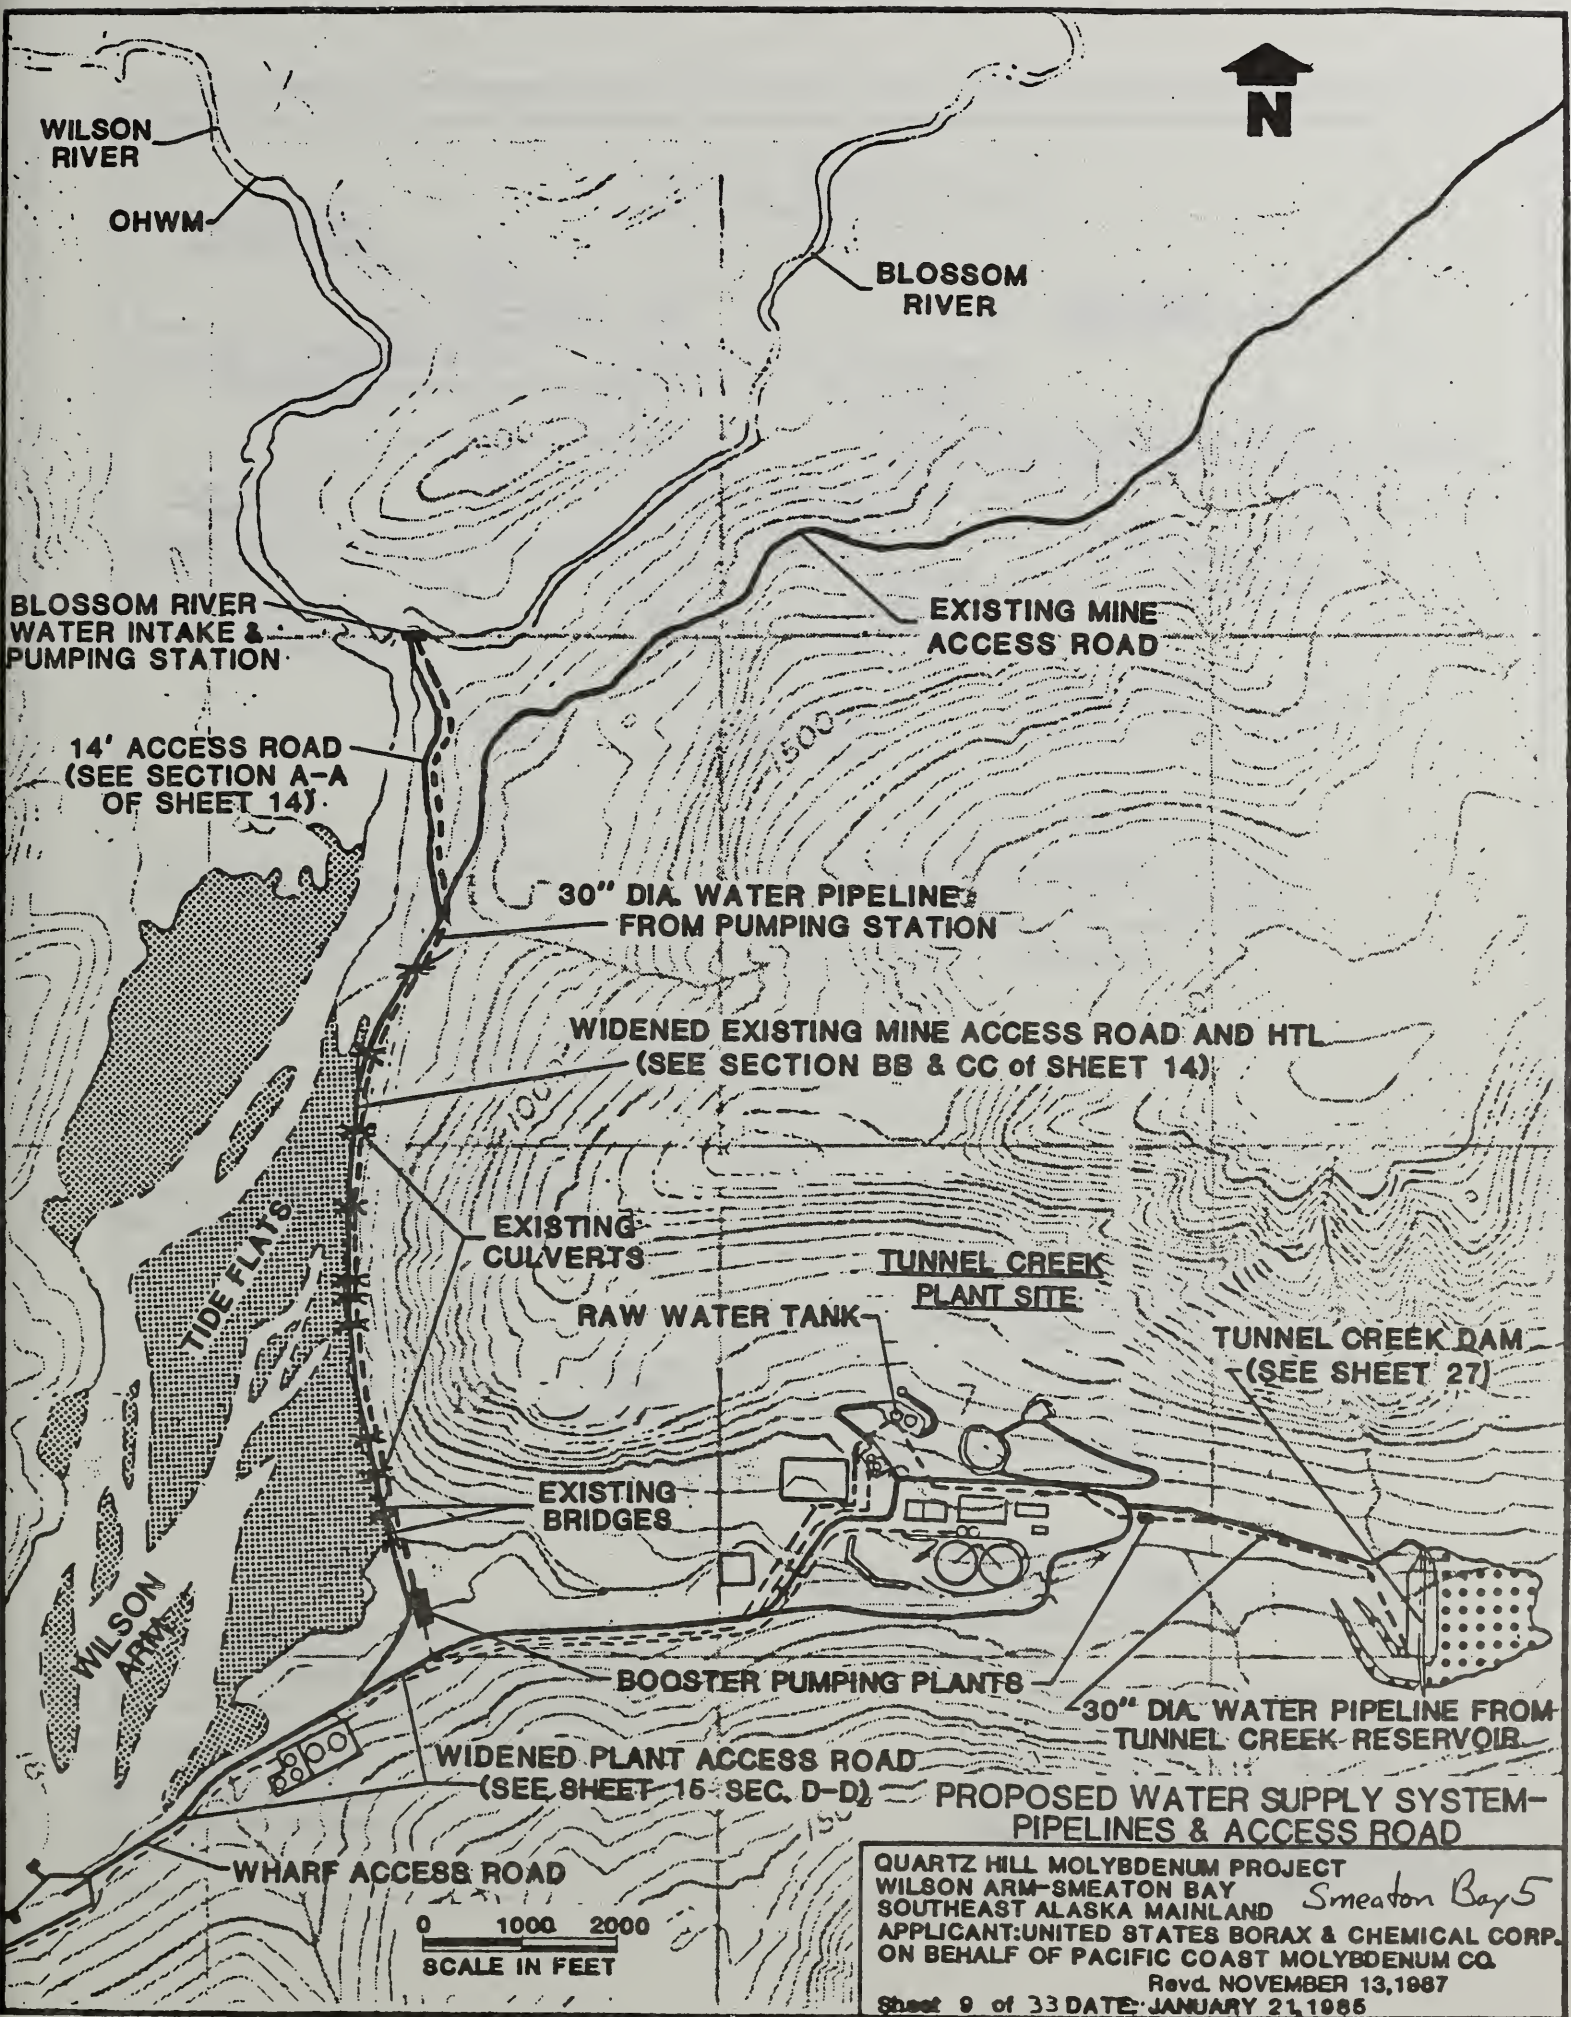 N
WILSON
RIVER
OHWM
BLOSSOM
RIVER
BLOSSOM RIVER
WATER INTAKE &
PUMPING STATION
EXISTING MINE
ACCESS ROAD
1500
14' ACCESS ROAD
(SEE SECTION A-A
OF SHEET 14)
30" DIA. WATER PIPELINE
FROM PUMPING STATION
WIDENED EXISTING MINE ACCESS ROAD AND HTL
(SEE SECTION BB & CC of SHEET 14)
1000
TIDE FLATS
EXISTING
CULVERTS
TUNNEL CREEK
PLANT SITE
RAW WATER TANK
TUNNEL CREEK DAM
(SEE SHEET 27)
EXISTING
BRIDGES
WILSON
ARM
BOOSTER PUMPING PLANTS
30" DIA. WATER PIPELINE FROM
TUNNEL CREEK RESERVOIR
WIDENED PLANT ACCESS ROAD
(SEE SHEET 15 SEC. D-D)
PROPOSED WATER SUPPLY SYSTEM-
PIPELINES & ACCESS ROAD
WHARF ACCESS ROAD
0 1000 2000
SCALE IN FEET
QUARTZ HILL MOLYBDENUM PROJECT
WILSON ARM-SMEATON BAY
Smeaton Bay 5
SOUTHEAST ALASKA MAINLAND
APPLICANT:UNITED STATES BORAX & CHEMICAL CORP.
ON BEHALF OF PACIFIC COAST MOLYBDENUM CO.
Revd. NOVEMBER 13,1987
Sheet 9 of 33 DATE: JANUARY 21,1985